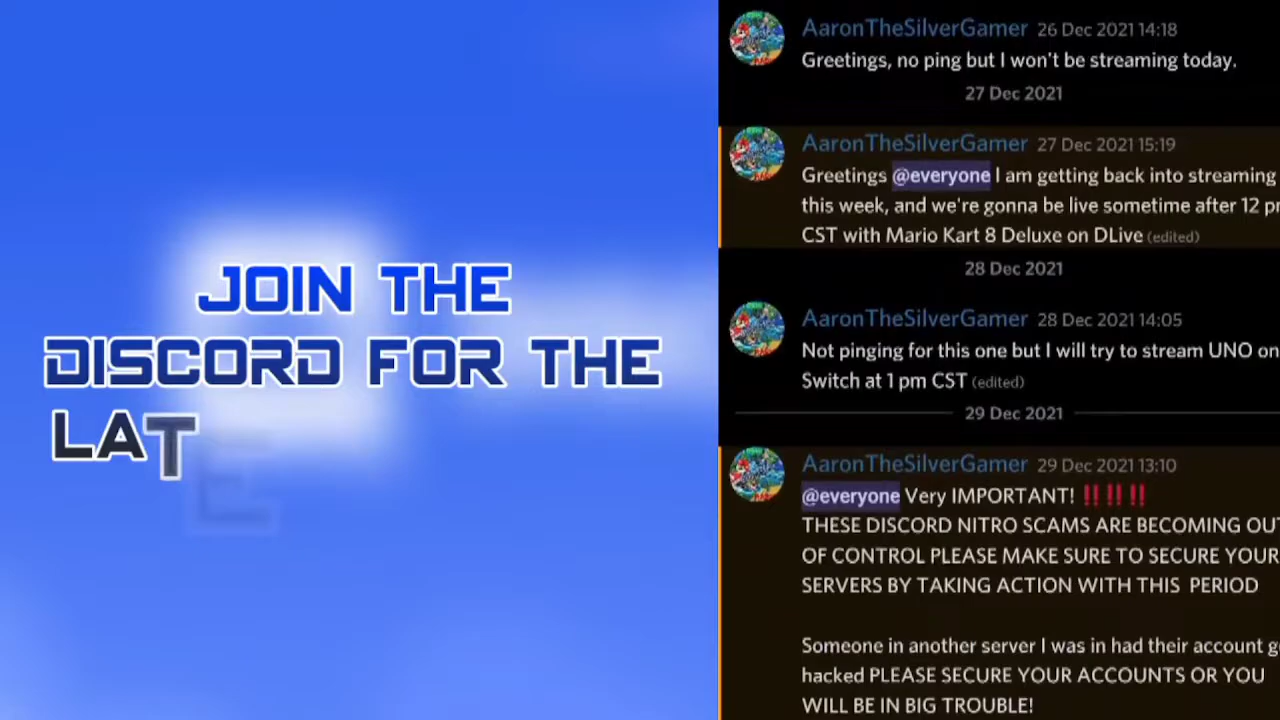 JOIN THE
DISCORD FOR THE
LATE
AaronTheSilverGamer 26 Dec 2021 14:18
Greetings, no ping but I won't be streaming today.
27 Dec 2021
AaronTheSilverGamer 27 Dec 2021 15:19
Greetings @everyone I am getting back into streaming
this week, and we're gonna be live sometime after 12 pm
CST with Mario Kart 8 Deluxe on DLive (edited)
28 Dec 2021
AaronTheSilverGamer 28 Dec 2021 14:05
Not pinging for this one but I will try to stream UNO on
Switch at 1 pm CST (edited)
29 Dec 2021
AaronTheSilverGamer 29 Dec 2021 13:10
@everyone Very IMPORTANT! ‼️‼️‼️
THESE DISCORD NITRO SCAMS ARE BECOMING OUT
OF CONTROL PLEASE MAKE SURE TO SECURE YOUR
SERVERS BY TAKING ACTION WITH THIS PERIOD
Someone in another server I was in had their account g
hacked PLEASE SECURE YOUR ACCOUNTS OR YOU
WILL BE IN BIG TROUBLE!